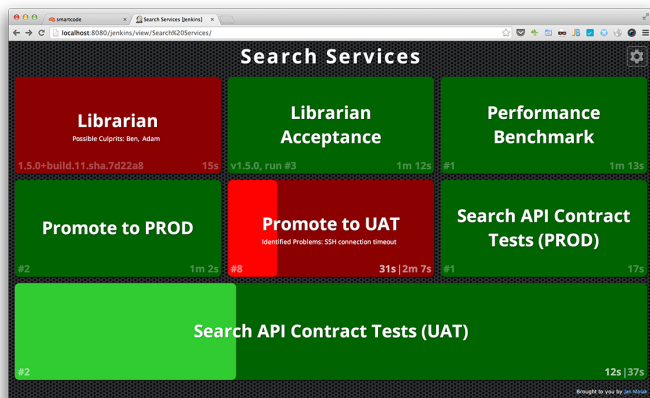 smartcode
Search Services [Jenkins]
localhost:8080/jenkins/view/Search%20Services/
Search Services
Librarian
Possible Culprits: Ben, Adam
1.5.0+build.11.sha.7d22a8
15s
Librarian
Acceptance
v1.5.0, run #3
1m 12s
Performance
Benchmark
#1
1m 13s
Promote to PROD
#2
1m 2s
Promote to UAT
Identified Problems: SSH connection timeout
#8
31s|2m 7s
Search API Contract
Tests (PROD)
#1
17s
Search API Contract Tests (UAT)
#2
12s|37s
Brought to you by Jan Molak